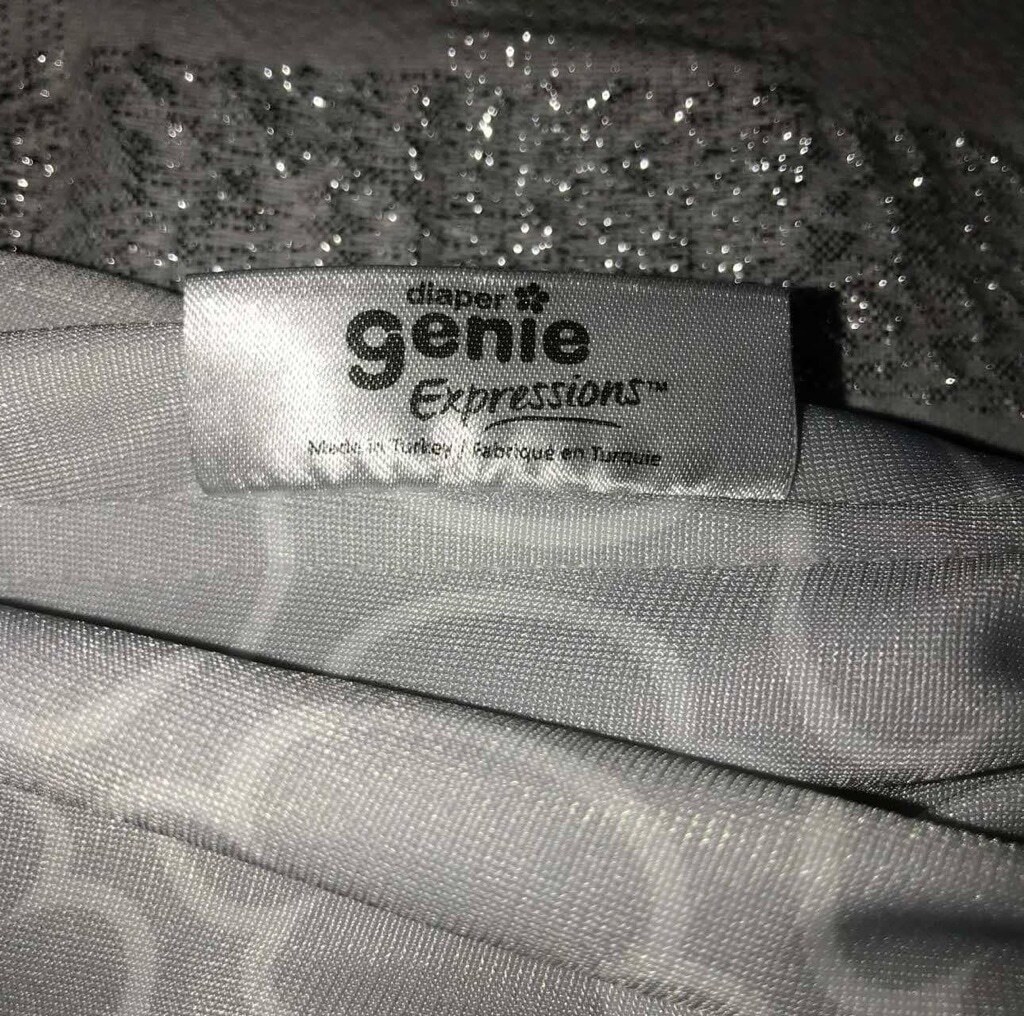 diaper
genie
Expressions™
Made in Turkey / Fabriqué en Turquie